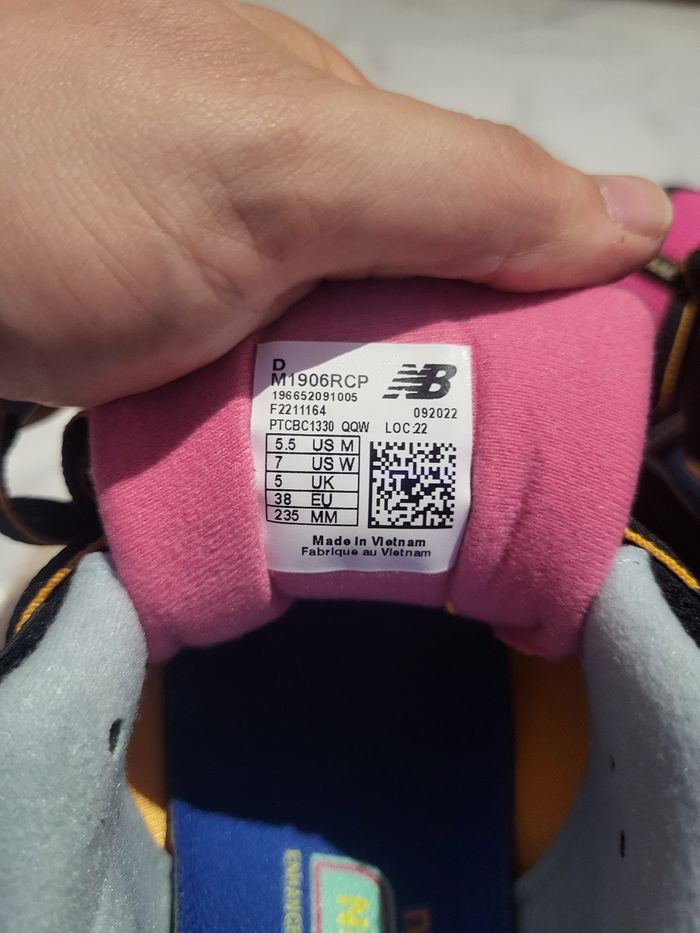 D
M1906RCP
NB
196652091005
F2211164 092022
PTCBC1330 QQW LOC:22
5.5 US M
7 US W
5 UK
38 EU
235 MM
Made in Vietnam
Fabrique au Vietnam